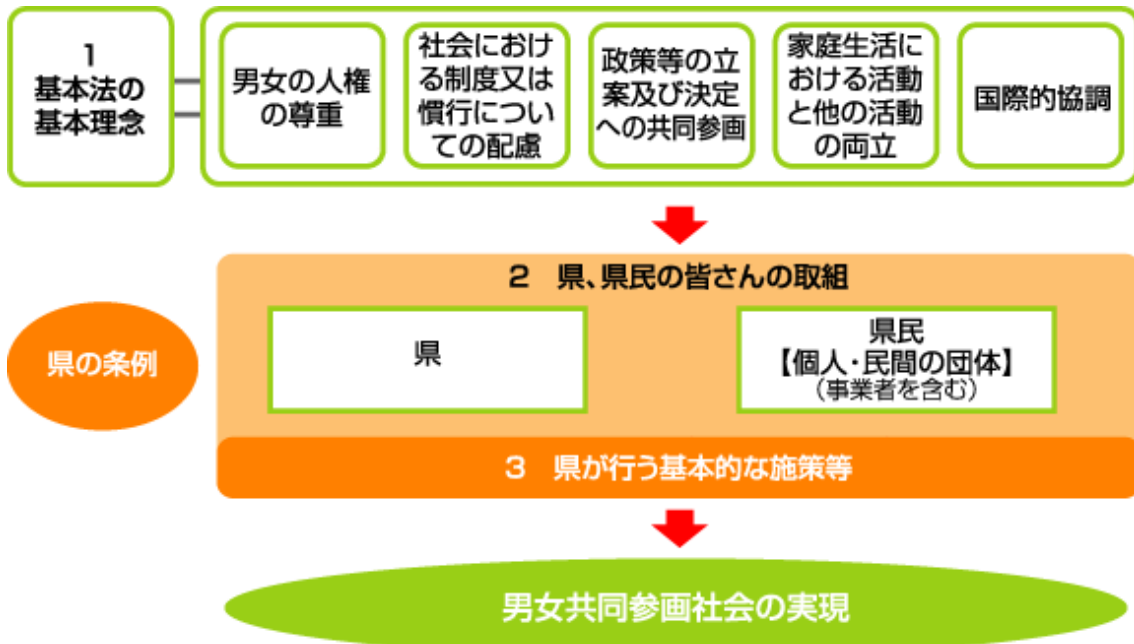 1
基本法の
基本理念
男女の人権
の尊重
社会におけ
る制度又は
慣行につい
ての配慮
政策等の立
案及び決定
への共同参画
家庭生活に
おける活動
と他の活動
の両立
国際的協調
2 県、県民の皆さんの取組
県の条例
県
県民
【個人・民間の団体】
（事業者を含む）
3 県が行う基本的な施策等
男女共同参画社会の実現